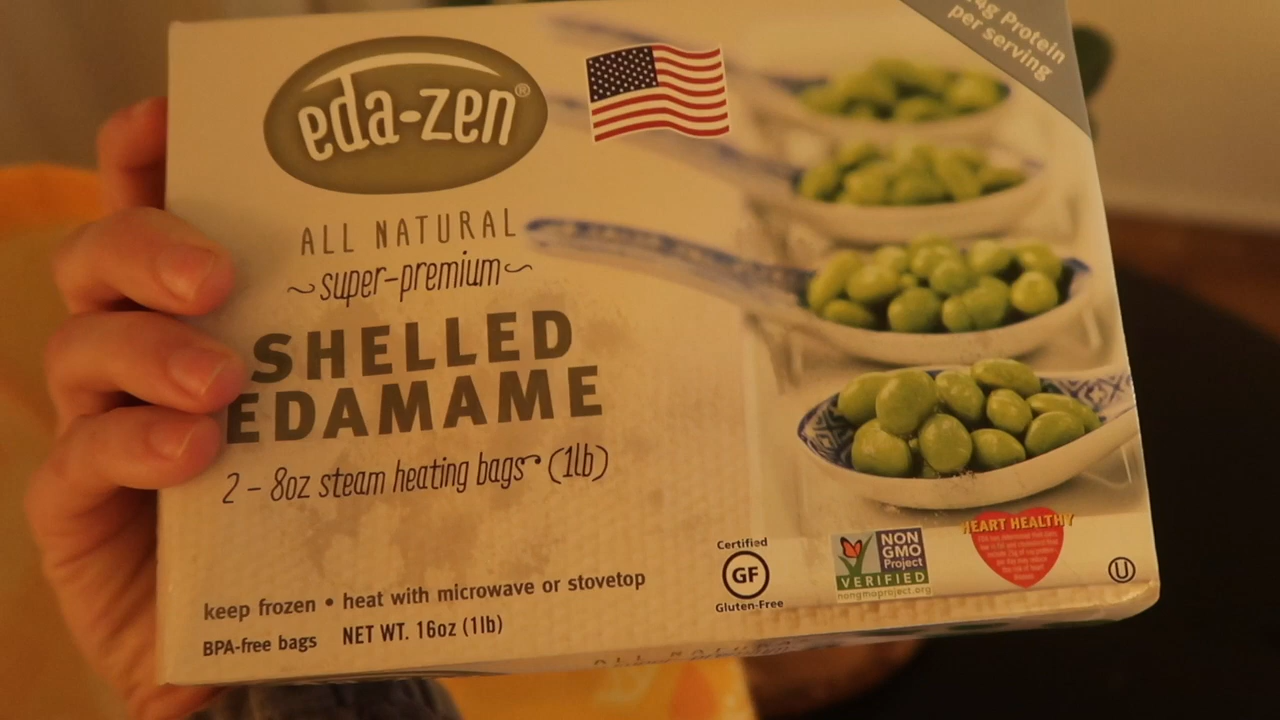 eda-zen®
Protein
per serving
ALL NATURAL
~super-premium~
SHELLED
EDAMAME
2 - 8oz steam heating bags (1lb)
keep frozen • heat with microwave or stovetop
BPA-free bags NET WT. 16oz (1lb)
Certified
GF
Gluten-Free
NON
GMO
Project
VERIFIED
nongmoproject.org
HEART HEALTHY
U